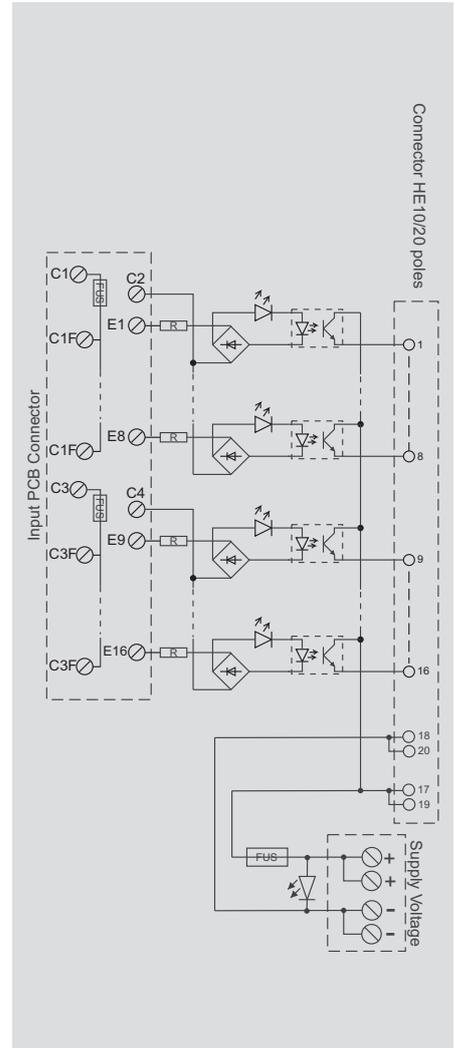 Connector HE10/20 poles
Input PCB Connector
C1
FUS
C2
C1F
E1
R
1
C1F
E8
R
8
C3
FUS
C4
C3F
E9
R
9
C3F
E16
R
16
18
20
17
19
Supply Voltage
FUS
+
+
-
-